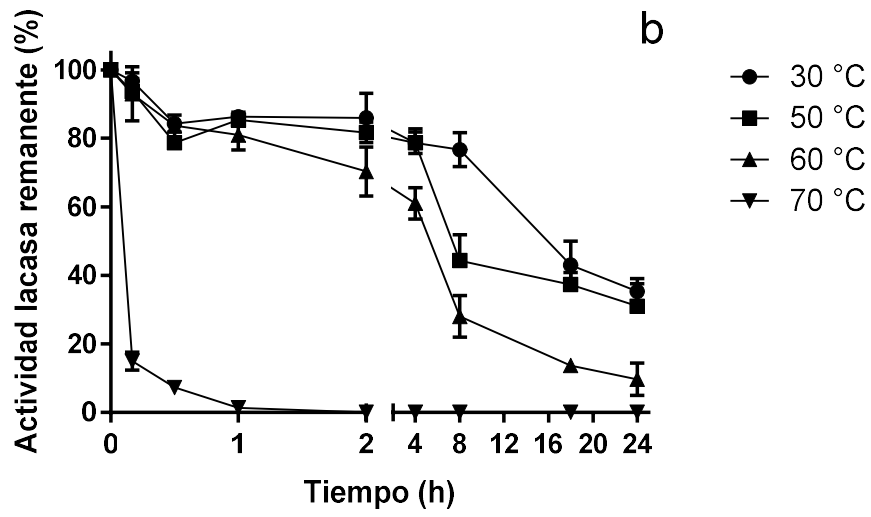 b
Actividad lacasa remanente (%)
100
80
60
40
20
0
0 1 2 4 8 12 16 20 24
Tiempo (h)
30 °C
50 °C
60 °C
70 °C